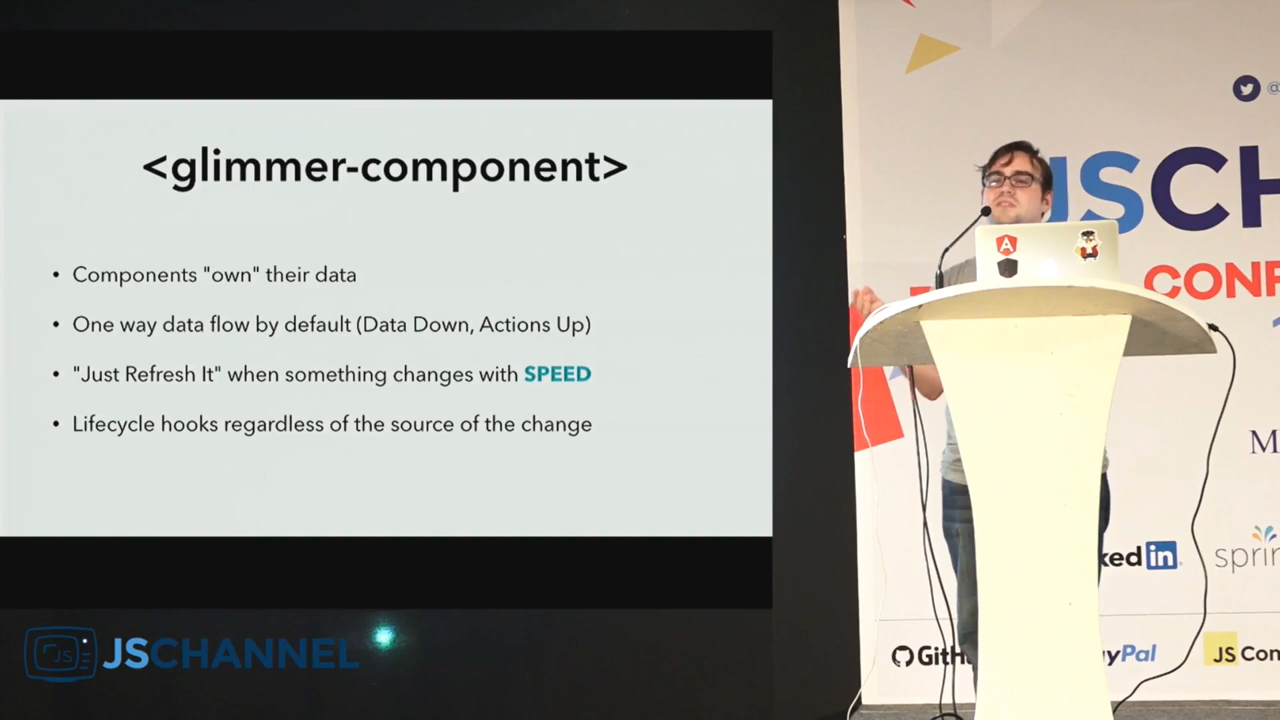 <glimmer-component>
• Components "own" their data
• One way data flow by default (Data Down, Actions Up)
• "Just Refresh It" when something changes with SPEED
• Lifecycle hooks regardless of the source of the change
JS
JSCHANNEL
@
JSCH
CONF
A
M
in
GitH
PayPal
JS Con